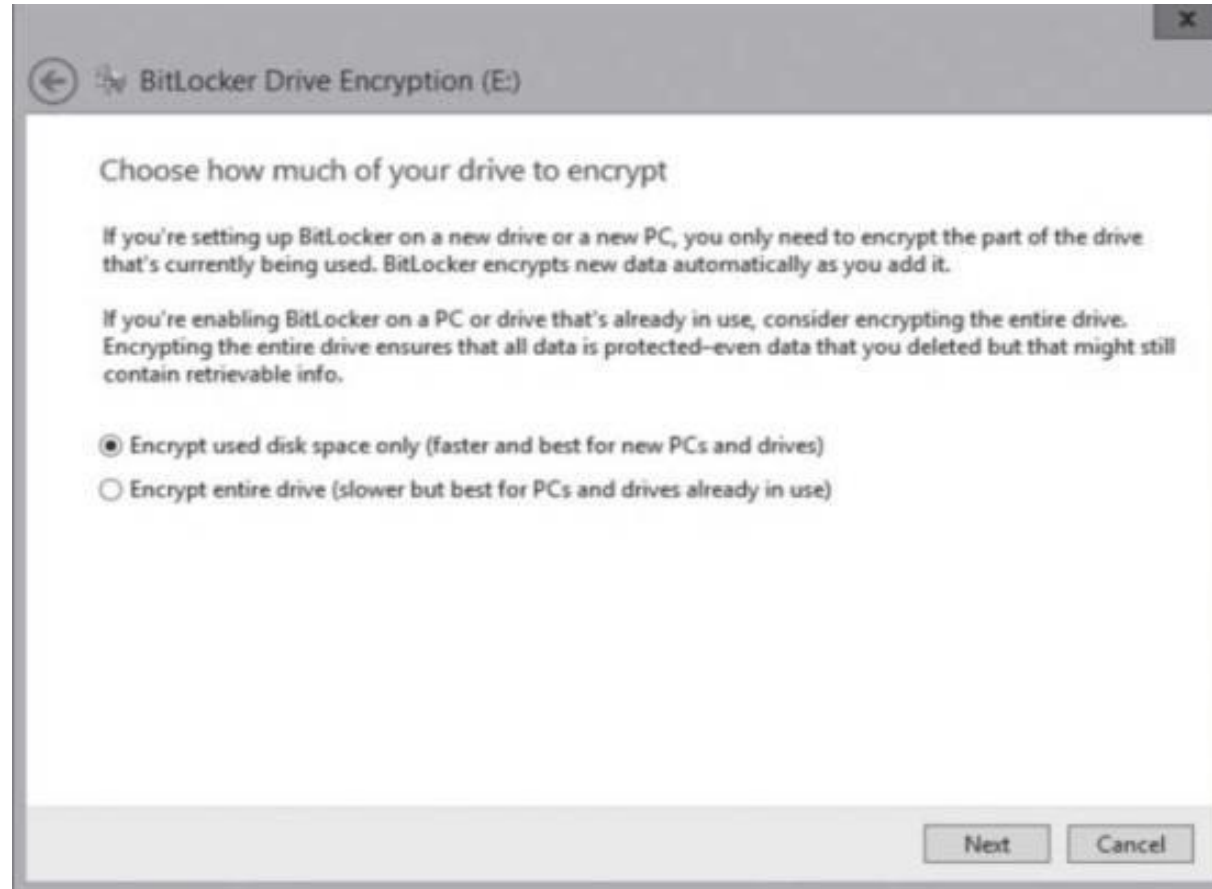 BitLocker Drive Encryption (E:)
Choose how much of your drive to encrypt
If you're setting up BitLocker on a new drive or a new PC, you only need to encrypt the part of the drive
that's currently being used. BitLocker encrypts new data automatically as you add it.
If you're enabling BitLocker on a PC or drive that's already in use, consider encrypting the entire drive.
Encrypting the entire drive ensures that all data is protected–even data that you deleted but that might still
contain retrievable info.
Encrypt used disk space only (faster and best for new PCs and drives)
Encrypt entire drive (slower but best for PCs and drives already in use)
Next Cancel